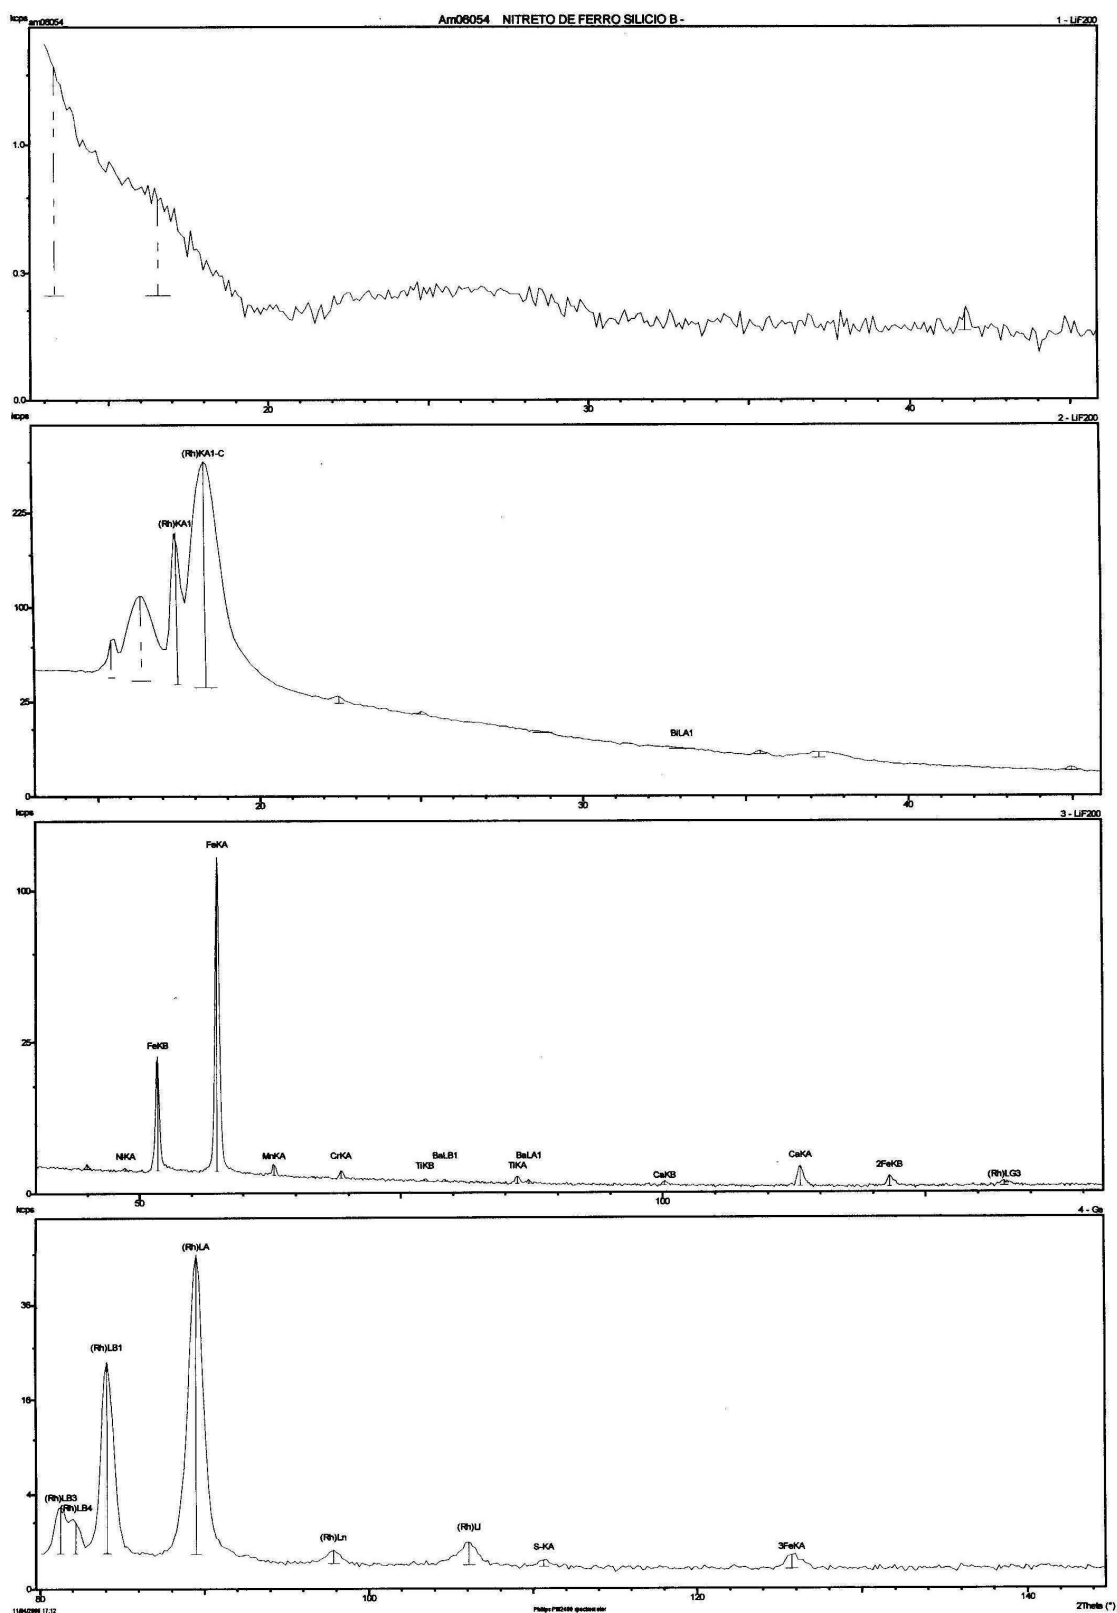 Am06054 NITRETO DE FERRO SILICIO B -
kcps am06054 1 - LiF200
1.0
0.3
0.0
20 30 40
kcps 2 - LiF200
(Rh)KA1-C
225
(Rh)KA1
100
25
BiLA1
0
20 30 40
kcps 3 - LiF200
FeKA
100
25
FeKB
NiKA MnKA CrKA BaLB1 BaLA1 CaKA
TiKB TiKA CaKB 2FeKB (Rh)LG3
0
50 100
kcps 4 - Ge
(Rh)LA
36
(Rh)LB1
16
4
(Rh)LB3
(Rh)LB4
(Rh)Ln (Rh)Ll S-KA 3FeKA
0
80 100 120 140
2Theta (°)